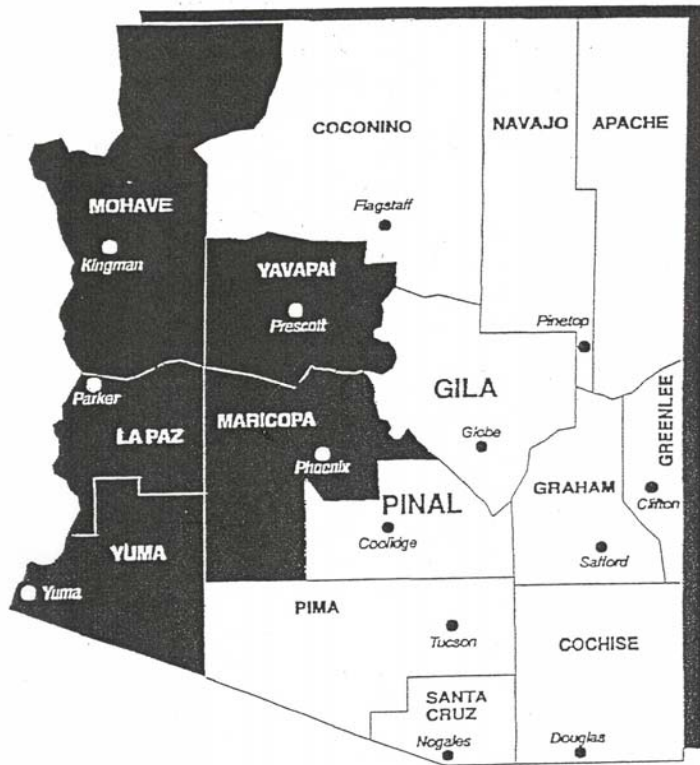 COCONINO
NAVAJO
APACHE
MOHAVE
Flagstaff
Kingman
YAVAPAI
Prescott
Pinetop
GILA
Parker
MARICOPA
GREENLEE
LA PAZ
Globe
Phoenix
PINAL
GRAHAM
Clifton
Coolidge
YUMA
Safford
Yuma
PIMA
Tucson
COCHISE
SANTA
CRUZ
Nogales
Douglas